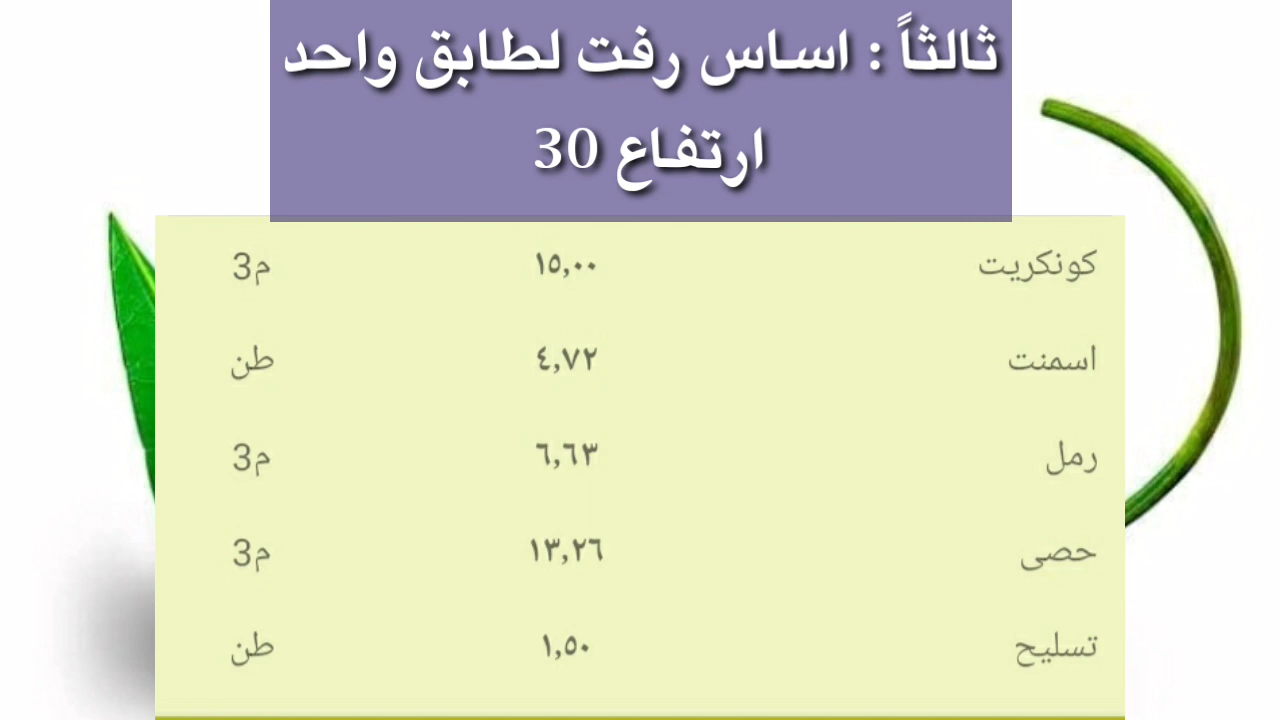 ثالثاً : اساس رفت لطابق واحد
ارتفاع 30
كونكريت ١٥,٠٠ م3
اسمنت ٤,٧٢ طن
رمل ٦,٦٣ م3
حصى ١٣,٢٦ م3
تسليح ١,٥٠ طن